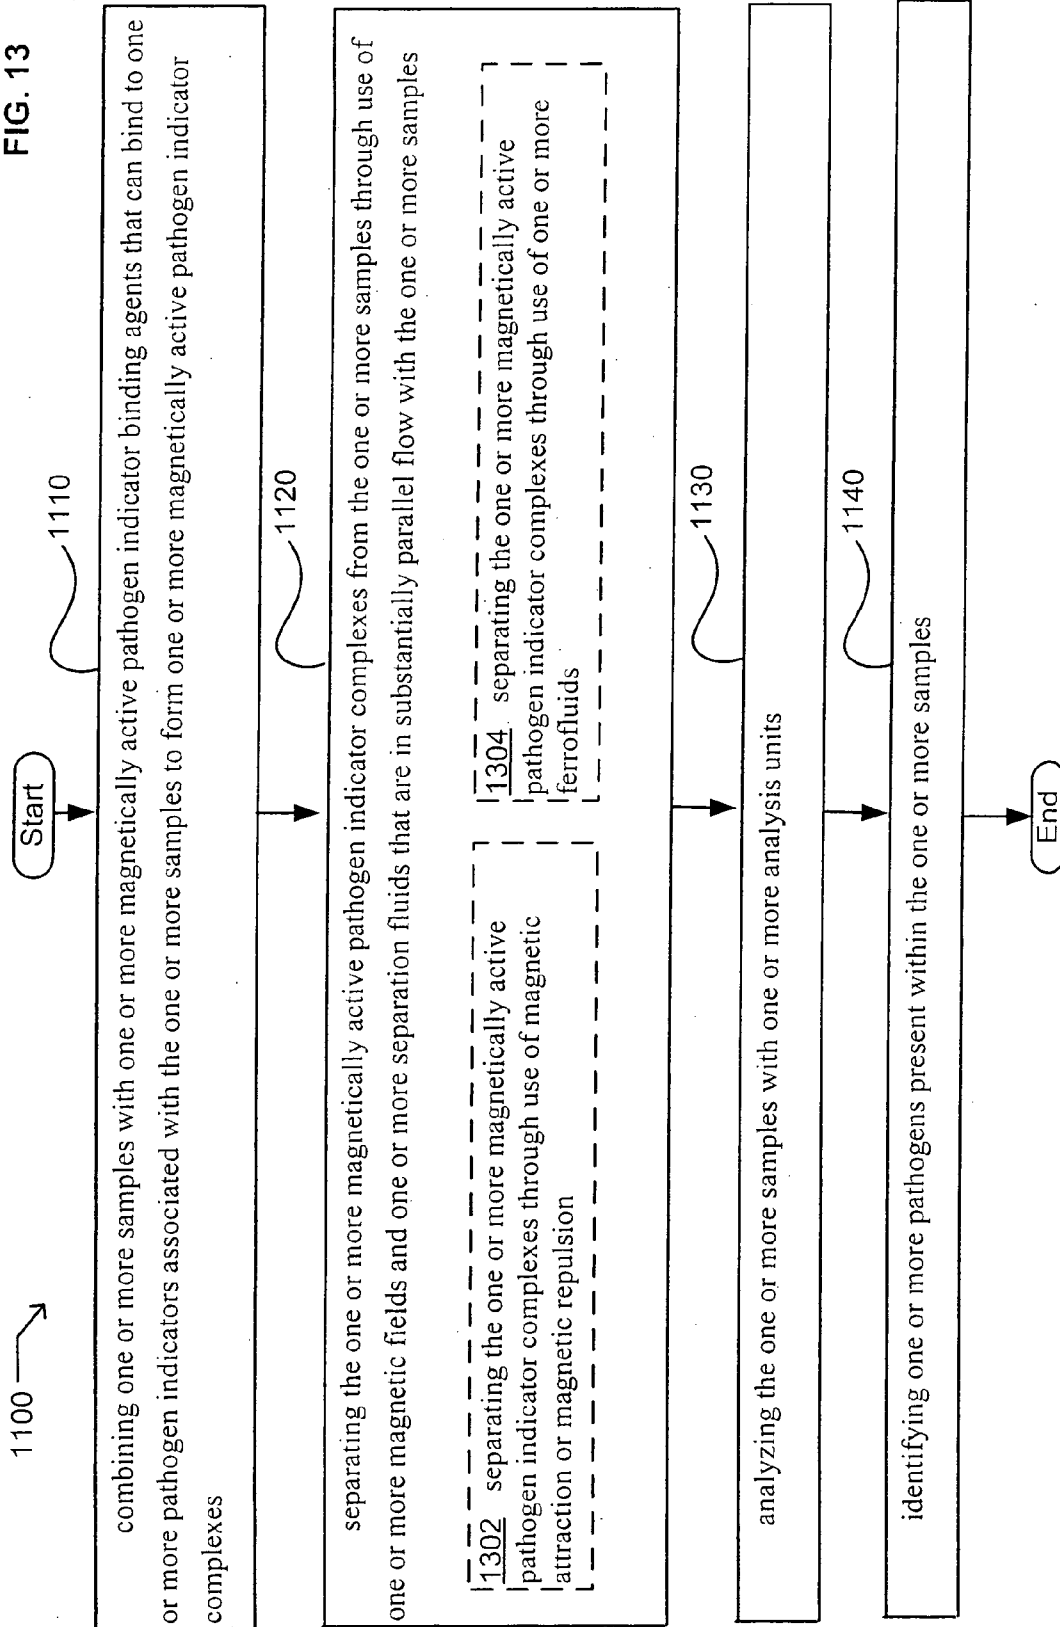 FIG. 13
1100
Start
1110
combining one or more samples with one or more magnetically active pathogen indicator binding agents that can bind to one
or more pathogen indicators associated with the one or more samples to form one or more magnetically active pathogen indicator
complexes
1120
separating the one or more magnetically active pathogen indicator complexes from the one or more samples through use of
one or more magnetic fields and one or more separation fluids that are in substantially parallel flow with the one or more samples
1302 separating the one or more magnetically active
pathogen indicator complexes through use of magnetic
attraction or magnetic repulsion
1304 separating the one or more magnetically active
pathogen indicator complexes through use of one or more
ferrofluids
1130
analyzing the one or more samples with one or more analysis units
1140
identifying one or more pathogens present within the one or more samples
End